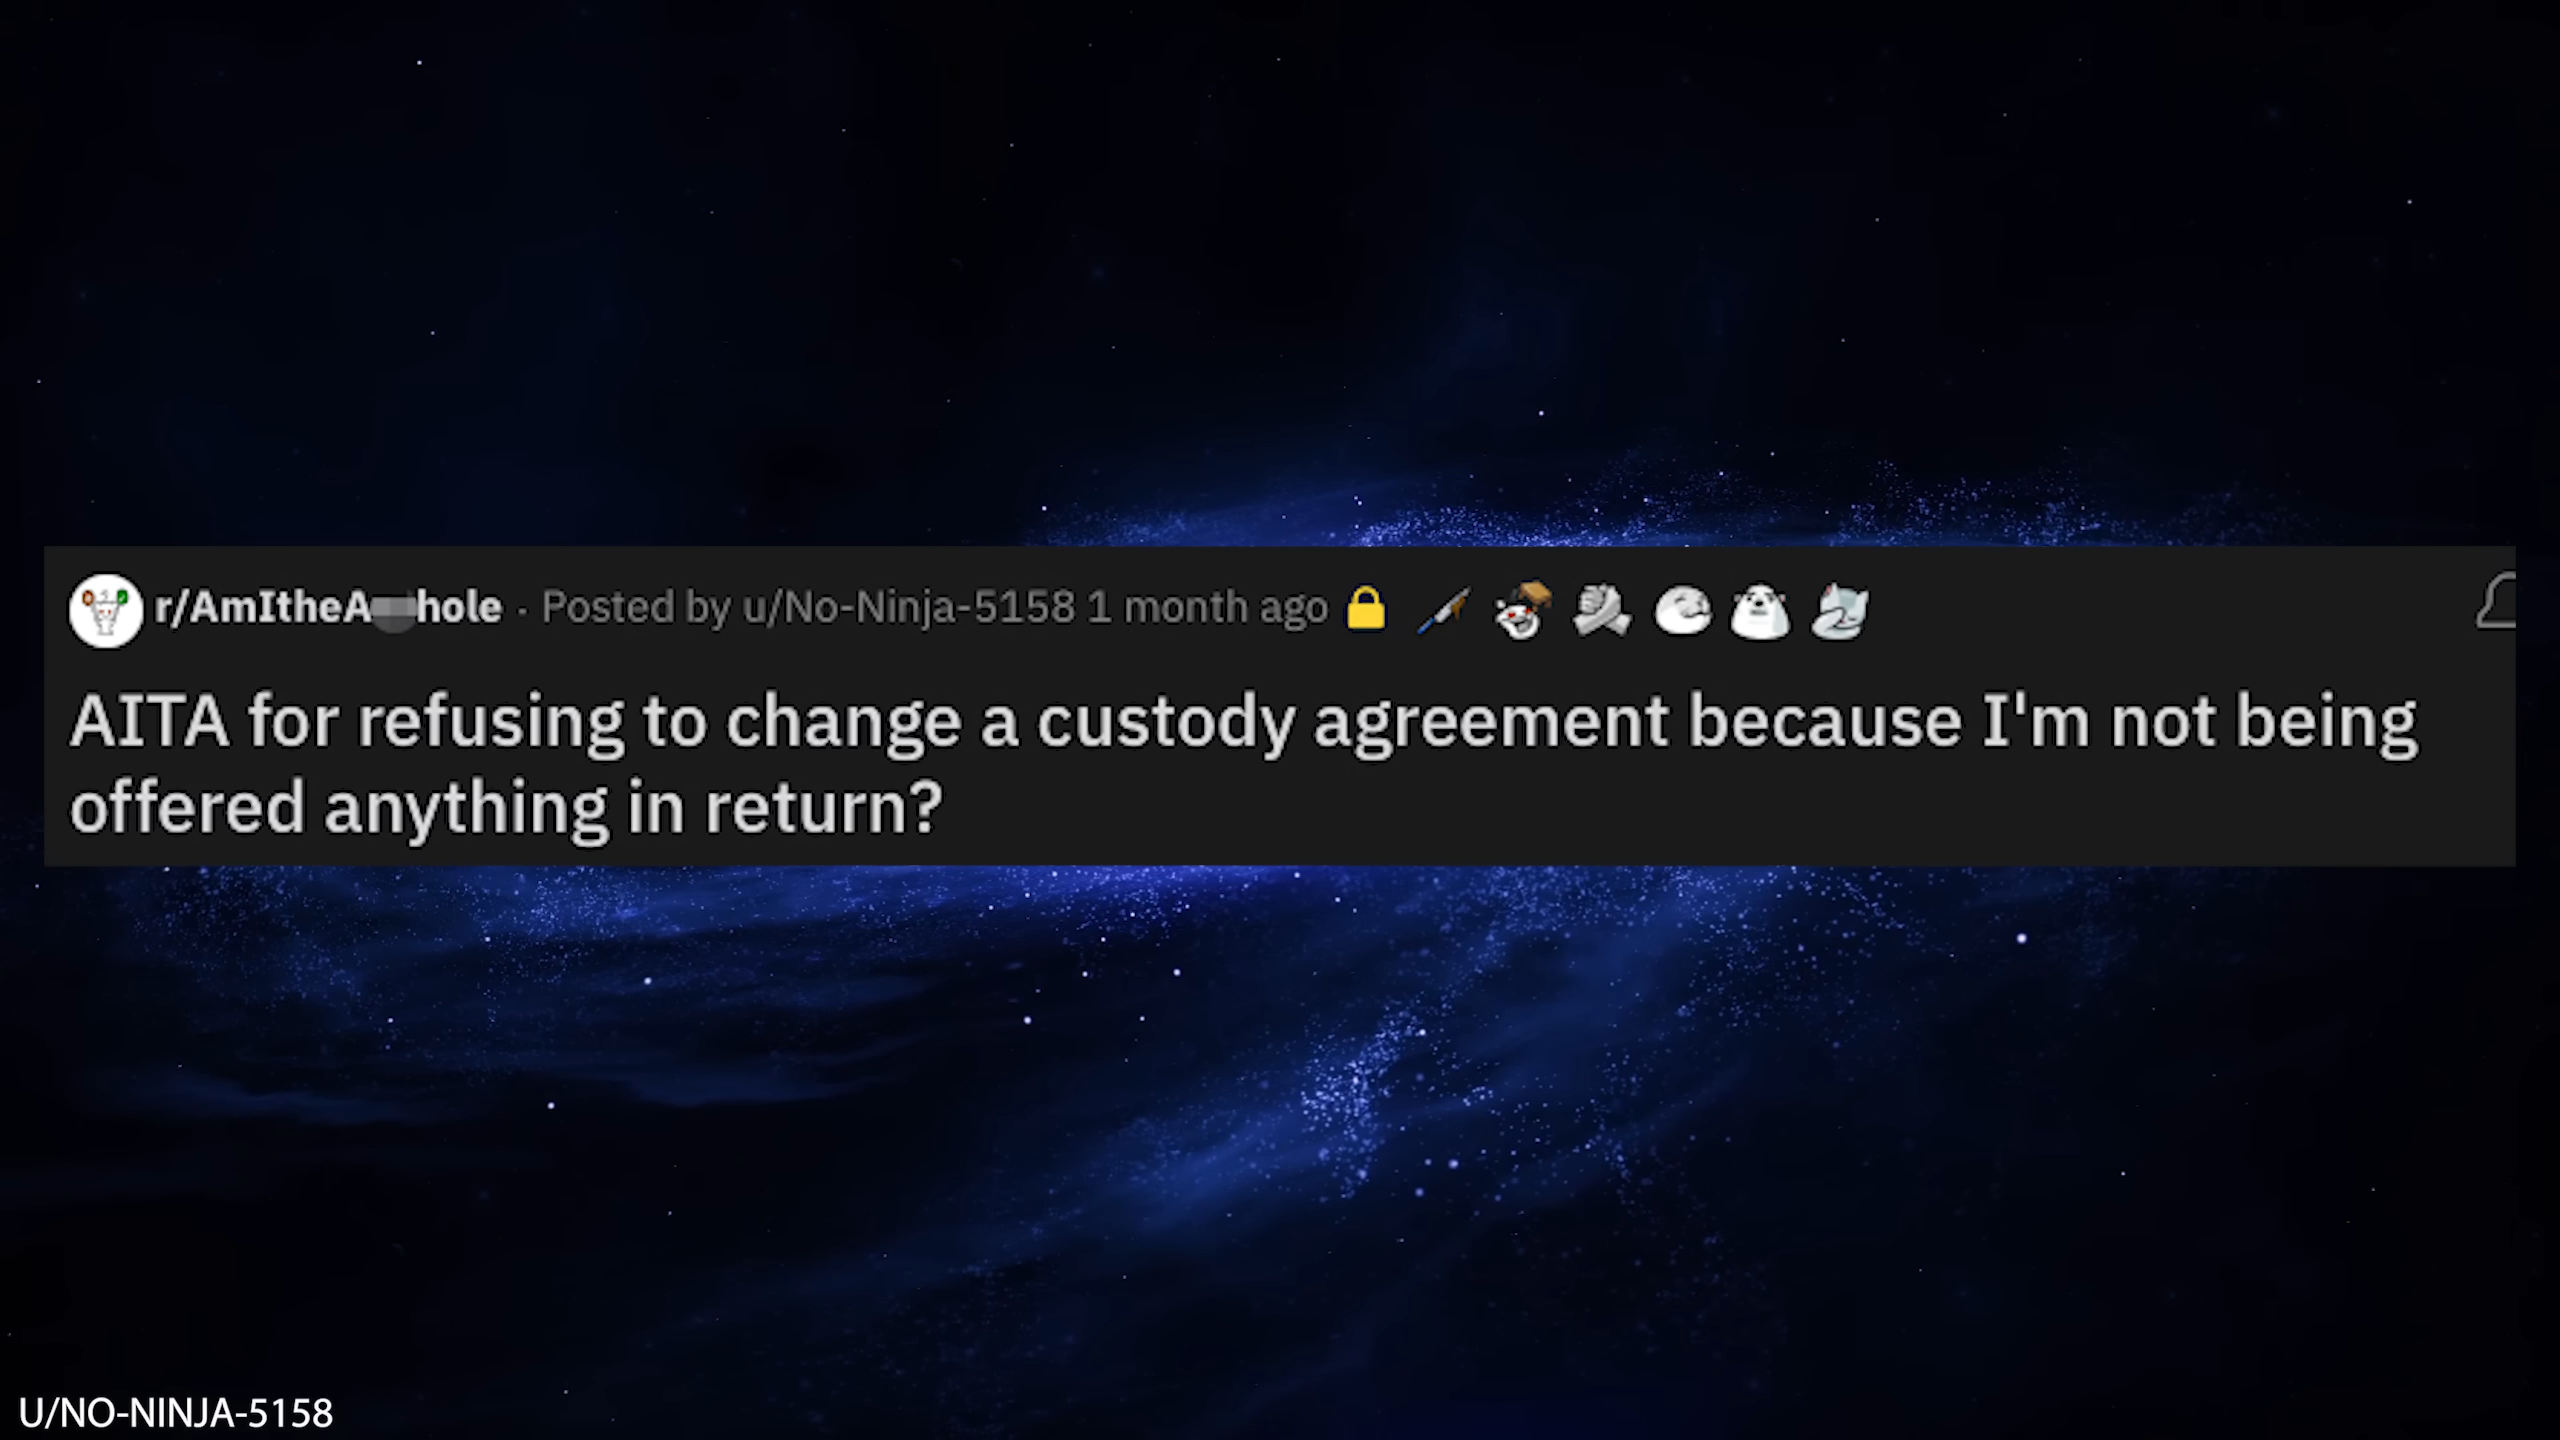 r/AmItheA hole · Posted by u/No-Ninja-5158 1 month ago
AITA for refusing to change a custody agreement because I'm not being
offered anything in return?
U/NO-NINJA-5158